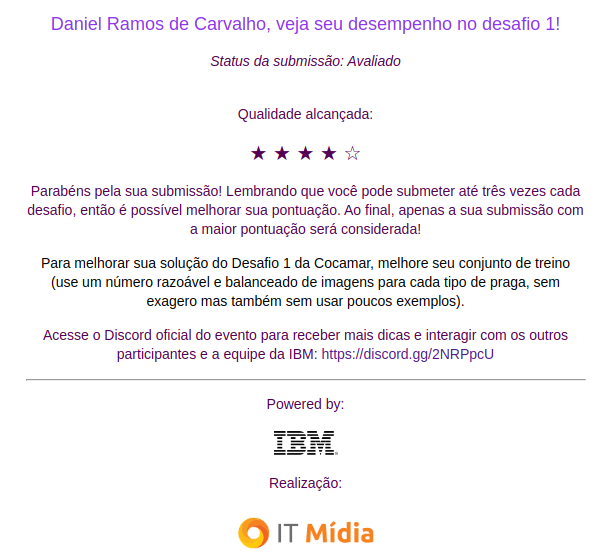 Daniel Ramos de Carvalho, veja seu desempenho no desafio 1!
Status da submissão: Avaliado
Qualidade alcançada:
★ ★ ★ ★ ☆
Parabéns pela sua submissão! Lembrando que você pode submeter até três vezes cada
desafio, então é possível melhorar sua pontuação. Ao final, apenas a sua submissão com
a maior pontuação será considerada!
Para melhorar sua solução do Desafio 1 da Cocamar, melhore seu conjunto de treino
(use um número razoável e balanceado de imagens para cada tipo de praga, sem
exagero mas também sem usar poucos exemplos).
Acesse o Discord oficial do evento para receber mais dicas e interagir com os outros
participantes e a equipe da IBM: https://discord.gg/2NRPpcU
Powered by:
IBM®
Realização:
IT Mídia